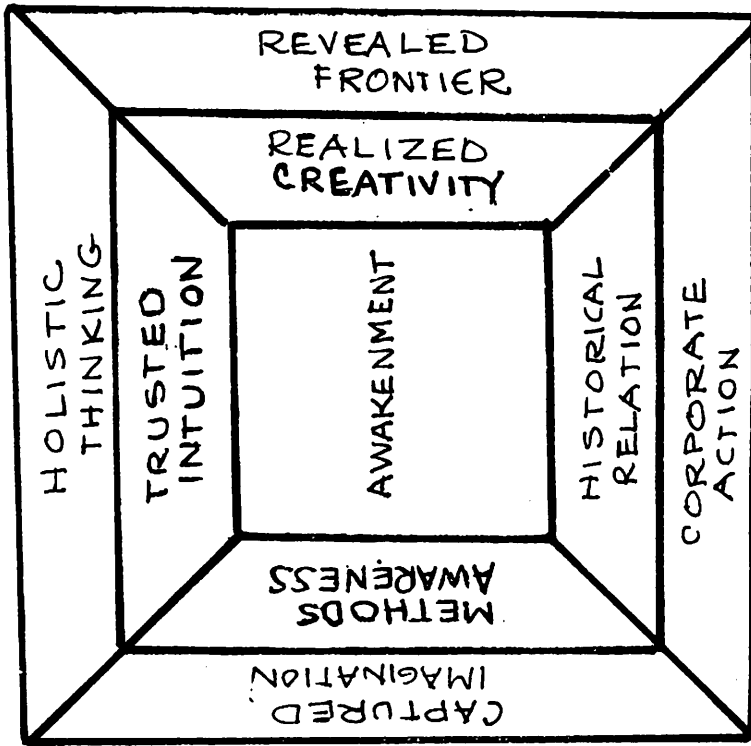 REVEALED
FRONTIER
REALIZED
CREATIVITY
HOLISTIC
THINKING
TRUSTED
INTUITION
AWAKENMENT
HISTORICAL
RELATION
CORPORATE
ACTION
METHODS
AWARENESS
CAPTURED
IMAGINATION